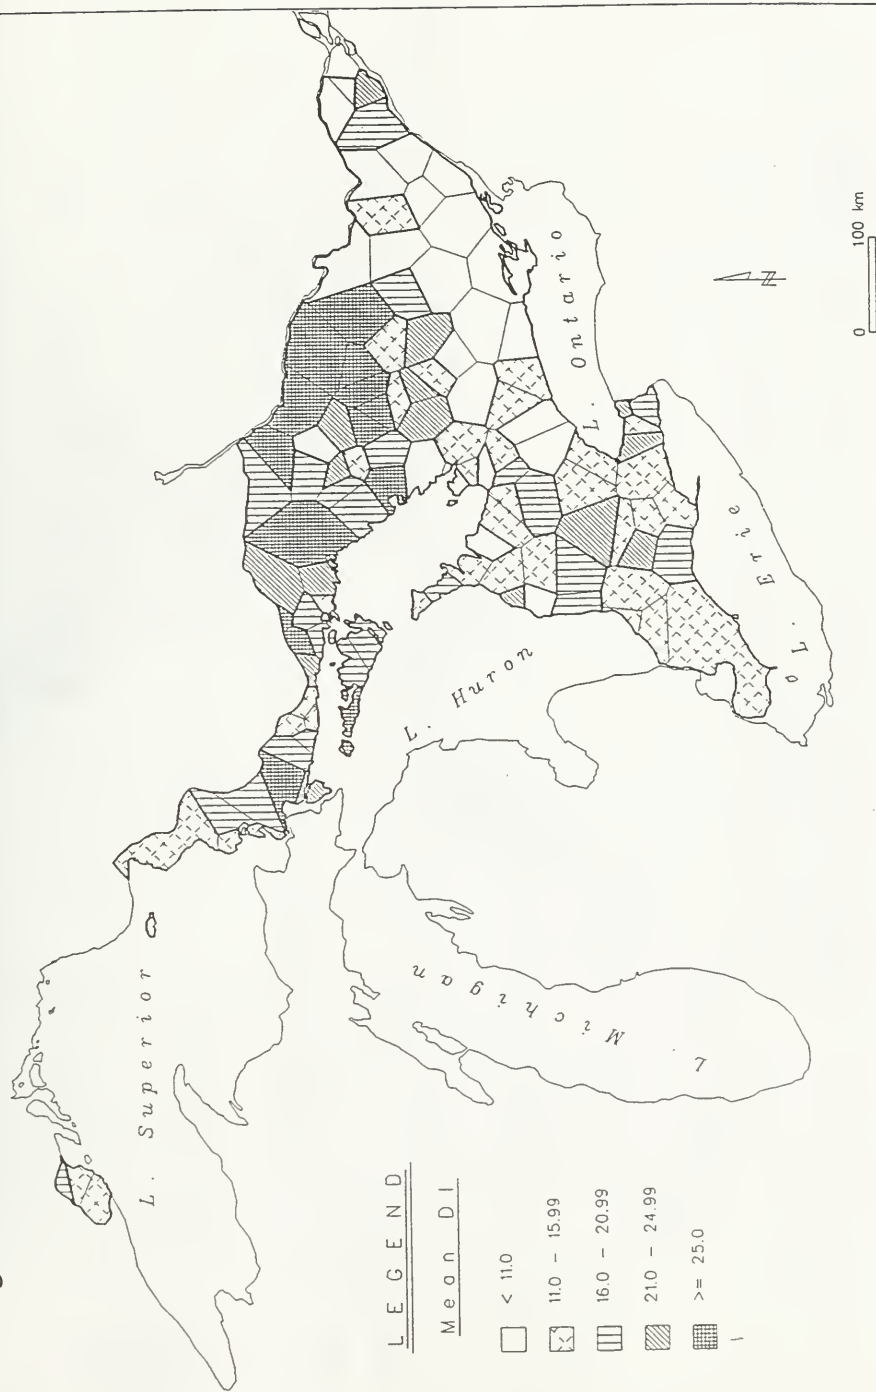 L. Superior
L. Michigan
L. Huron
L. Erie
L. Ontario
N
0 100 km
LEGEND
Mean DI
< 11.0
11.0 - 15.99
16.0 - 20.99
21.0 - 24.99
>= 25.0